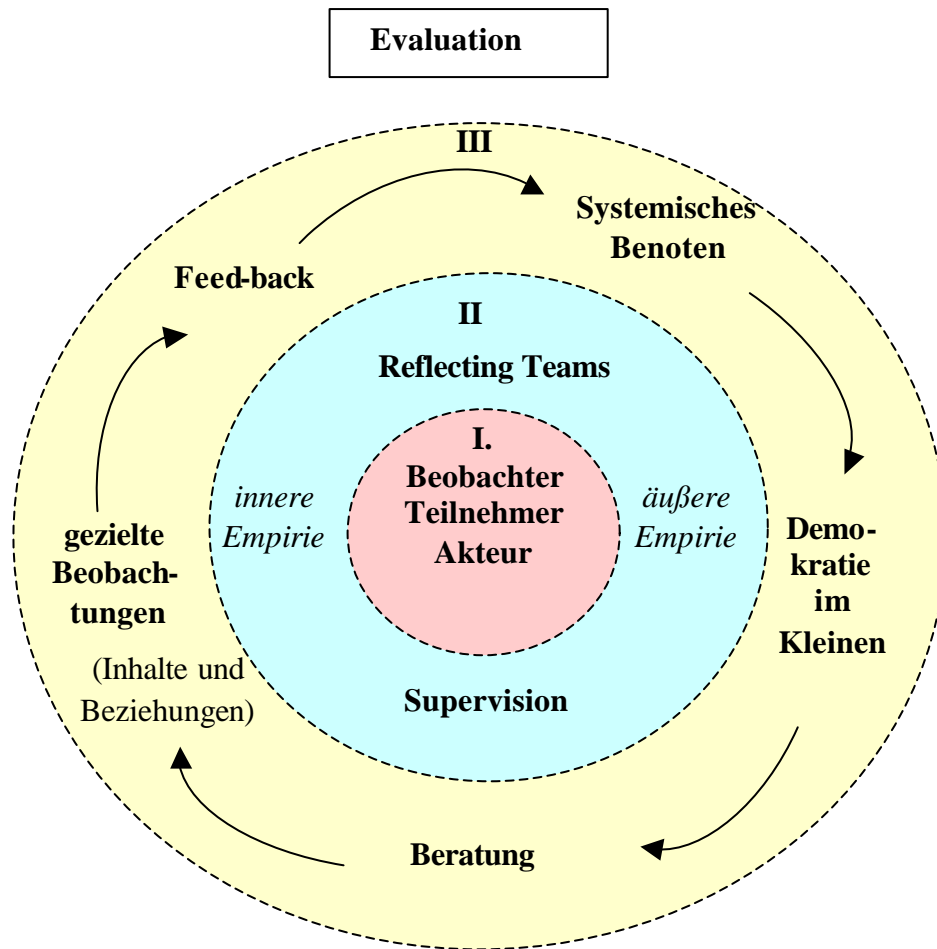 Evaluation
III
Systemisches
Benoten
Feed-back
II
Reflecting Teams
I.
Beobachter
Teilnehmer
Akteur
innere
Empirie
äußere
Empirie
gezielte
Beobach-
tungen
(Inhalte und
Beziehungen)
Demo-
kratie
im
Kleinen
Supervision
Beratung